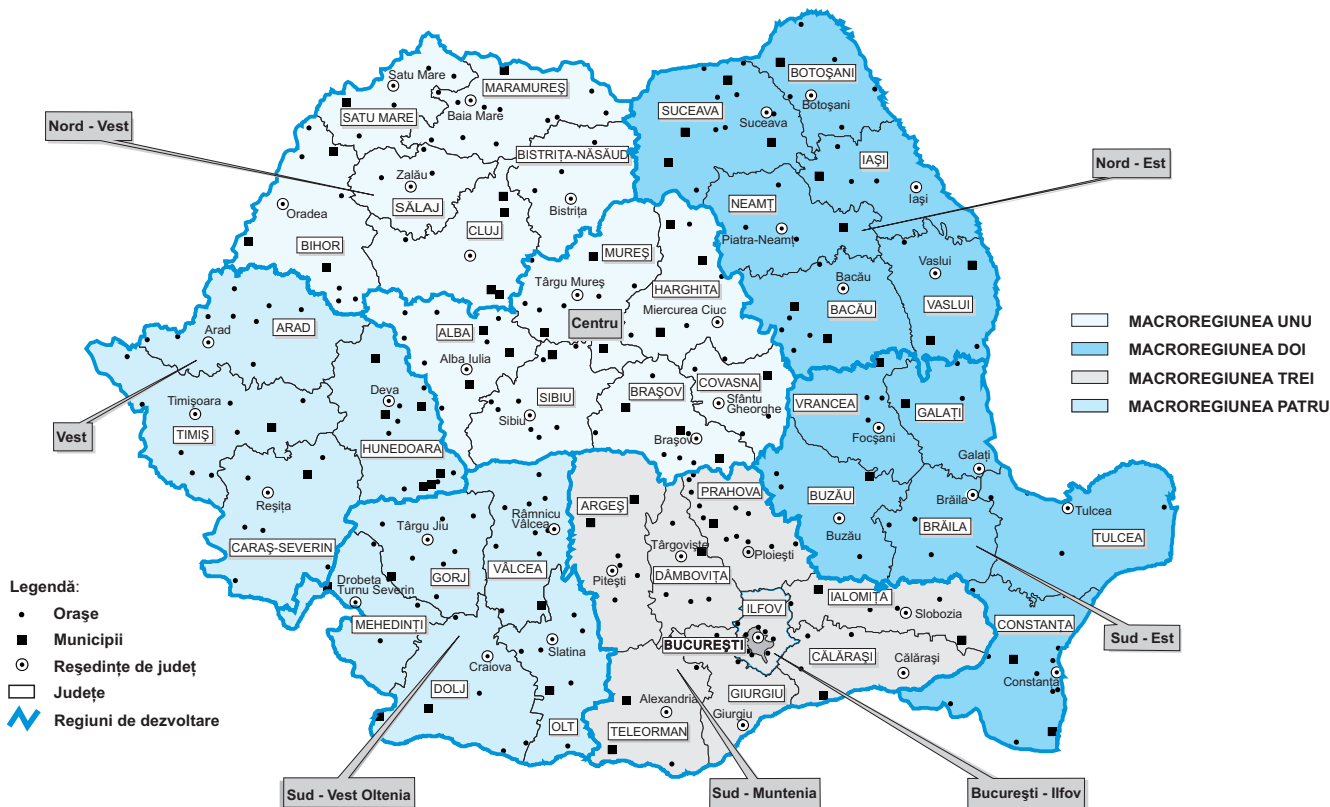 Satu Mare
MARAMUREŞ
Baia Mare
SATU MARE
Nord - Vest
BISTRIŢA-NĂSĂUD
Zalău
SĂLAJ
Bistriţa
Oradea
CLUJ
BIHOR
BOTOŞANI
Botoşani
SUCEAVA
Suceava
IAŞI
Iaşi
Nord - Est
NEAMŢ
Piatra-Neamţ
Vaslui
VASLUI
Bacău
BACĂU
MUREŞ
Târgu Mureş
HARGHITA
Miercurea Ciuc
Centru
ALBA
Alba Iulia
SIBIU
Sibiu
BRAŞOV
Braşov
COVASNA
Sfântu
Gheorghe
ARAD
Arad
Timişoara
TIMIŞ
Vest
Deva
HUNEDOARA
Reşiţa
CARAŞ-SEVERIN
MACROREGIUNEA UNU
MACROREGIUNEA DOI
MACROREGIUNEA TREI
MACROREGIUNEA PATRU
VRANCEA
Focşani
GALAŢI
Galaţi
BUZĂU
Buzău
Brăila
BRĂILA
Tulcea
TULCEA
CONSTANŢA
Constanţa
Sud - Est
Târgu Jiu
GORJ
Râmnicu
Vâlcea
VÂLCEA
Drobeta
Turnu Severin
MEHEDINŢI
Craiova
DOLJ
Slatina
OLT
Sud - Vest Oltenia
ARGEŞ
Piteşti
PRAHOVA
Ploieşti
Târgovişte
DÂMBOVIŢA
ILFOV
BUCUREŞTI
IALOMIŢA
Slobozia
CĂLĂRAŞI
Călăraşi
GIURGIU
Giurgiu
Alexandria
TELEORMAN
Sud - Muntenia
Bucureşti - Ilfov
Legendă:
Oraşe
Municipii
Reşedinţe de judeţ
Judeţe
Regiuni de dezvoltare